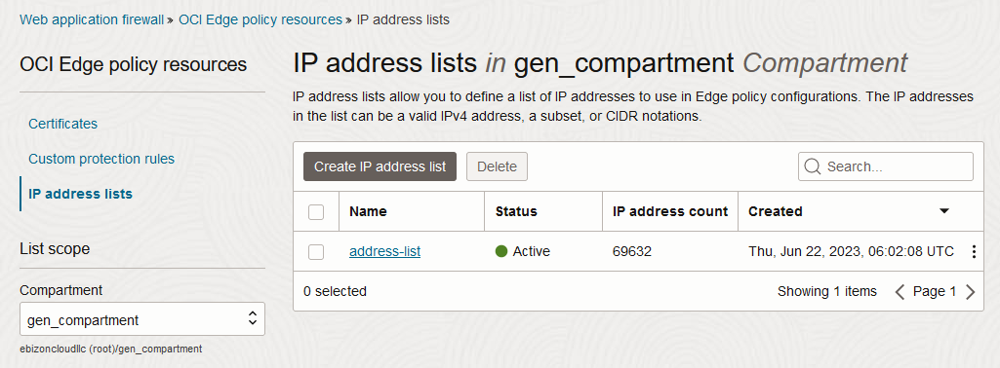 Web application firewall » OCI Edge policy resources » IP address lists
OCI Edge policy resources
Certificates
Custom protection rules
IP address lists
List scope
Compartment
gen_compartment
ebizoncloudllc (root)/gen_compartment
IP address lists in gen_compartment Compartment
IP address lists allow you to define a list of IP addresses to use in Edge policy configurations. The IP addresses
in the list can be a valid IPv4 address, a subset, or CIDR notations.
Create IP address list Delete Search...
Name Status IP address count Created
address-list Active 69632 Thu, Jun 22, 2023, 06:02:08 UTC
0 selected Showing 1 items Page 1